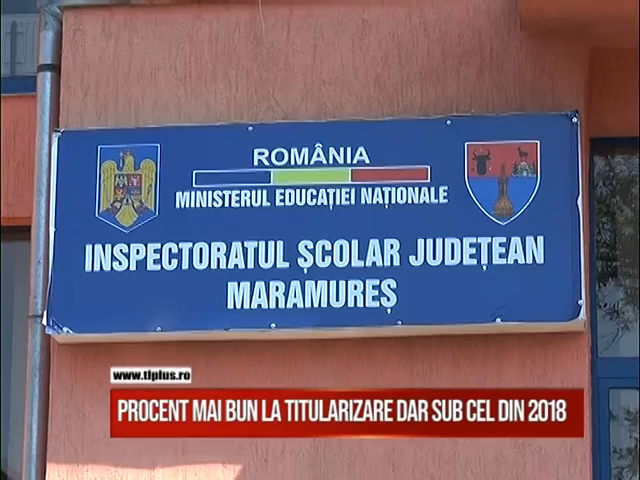 ROMÂNIA
MINISTERUL EDUCAȚIEI NAȚIONALE
INSPECTORATUL ȘCOLAR JUDEȚEAN
MARAMUREȘ
www.tlplus.ro
PROCENT MAI BUN LA TITULARIZARE DAR SUB CEL DIN 2018